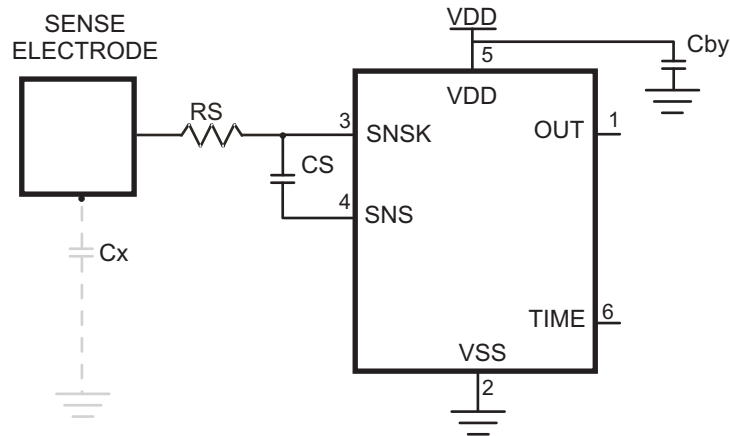 SENSE
ELECTRODE
VDD
5
Cby
VDD
RS
3
SNSK
OUT
1
CS
4
SNS
Cx
TIME
6
VSS
2